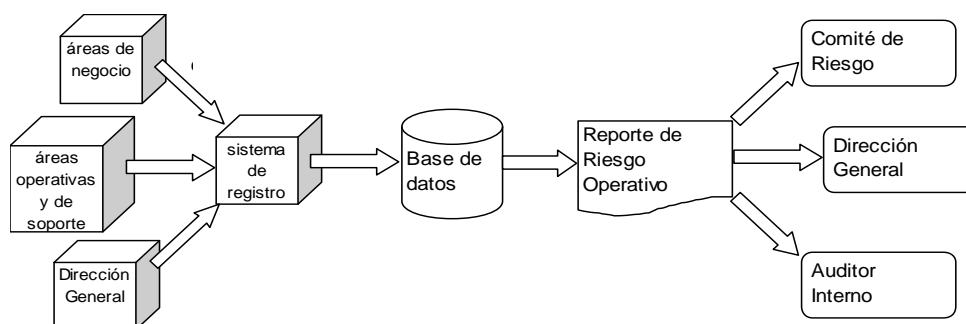 áreas de
negocio
áreas
operativas
y de
soporte
Dirección
General
sistema
de
registro
Base de
datos
Reporte de
Riesgo
Operativo
Comité de
Riesgo
Dirección
General
Auditor
Interno